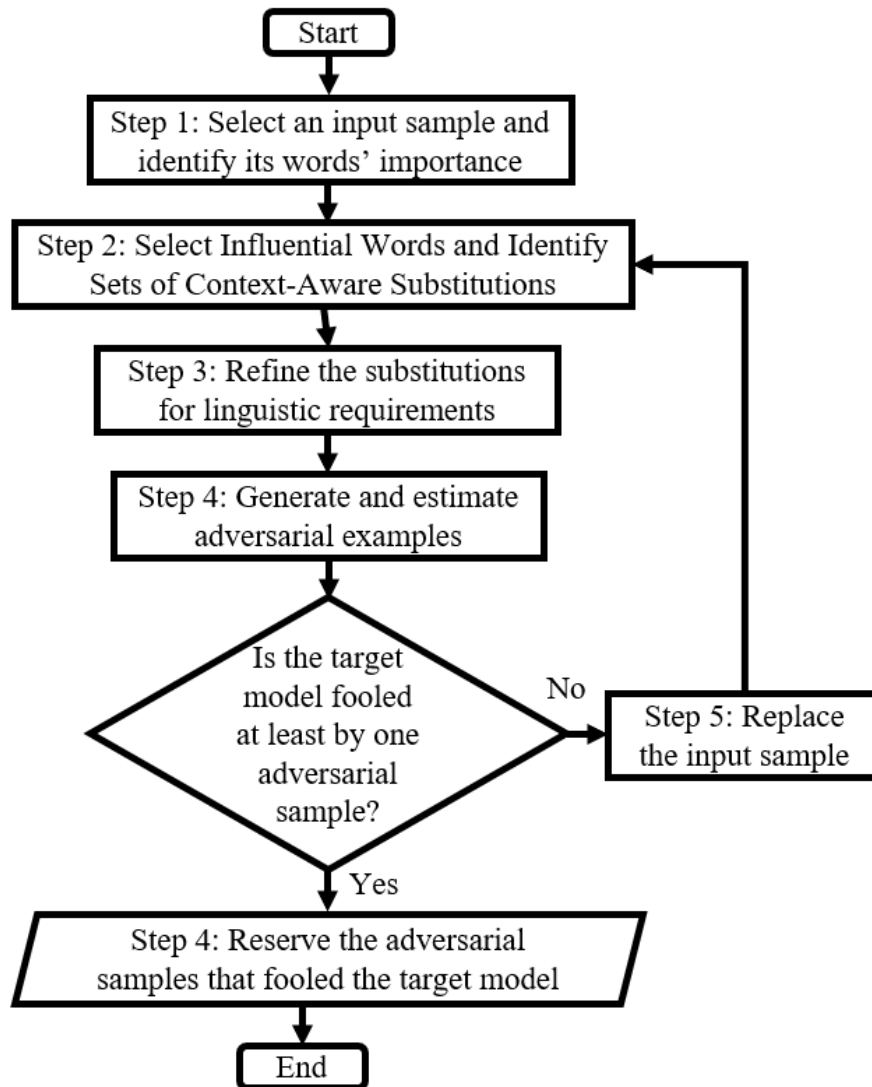 Start
Step 1: Select an input sample and
identify its words’ importance
Step 2: Select Influential Words and Identify
Sets of Context-Aware Substitutions
Step 3: Refine the substitutions
for linguistic requirements
Step 4: Generate and estimate
adversarial examples
Is the target
model fooled
at least by one
adversarial
sample?
No
Step 5: Replace
the input sample
Yes
Step 4: Reserve the adversarial
samples that fooled the target model
End